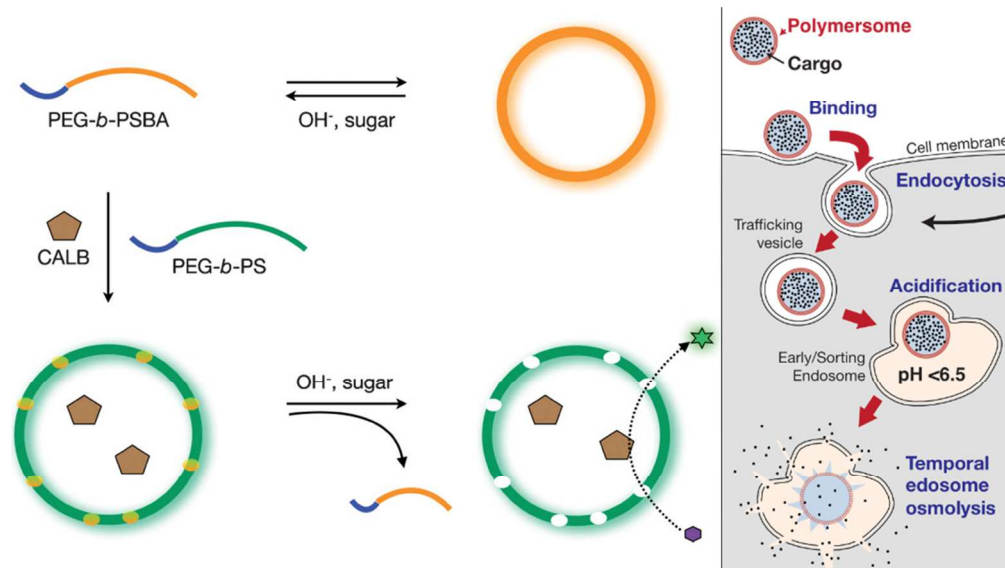 PEG-b-PSBA
OH⁻, sugar
CALB
PEG-b-PS
OH⁻, sugar
Polymersome
Cargo
Binding
Cell membrane
Endocytosis
Trafficking
vesicle
Acidification
Early/Sorting
Endosome
pH <6.5
Temporal
edosome
osmolysis